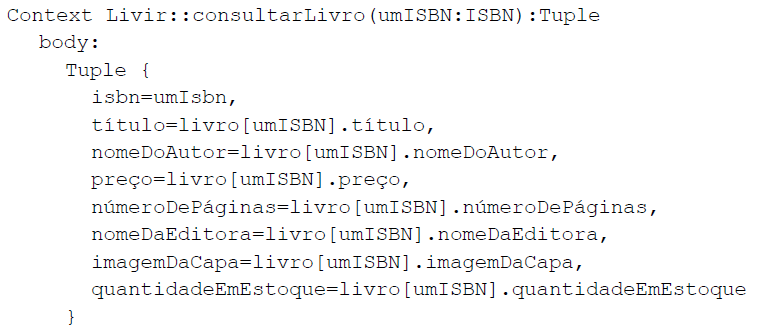 Context Livir::consultarLivro(umISBN:ISBN):Tuple
body:
Tuple {
isbn=umIsbn,
título=livro[umISBN].título,
nomeDoAutor=livro[umISBN].nomeDoAutor,
preço=livro[umISBN].preço,
númeroDePáginas=livro[umISBN].númeroDePáginas,
nomeDaEditora=livro[umISBN].nomeDaEditora,
imagemDaCapa=livro[umISBN].imagemDaCapa,
quantidadeEmEstoque=livro[umISBN].quantidadeEmEstoque
}